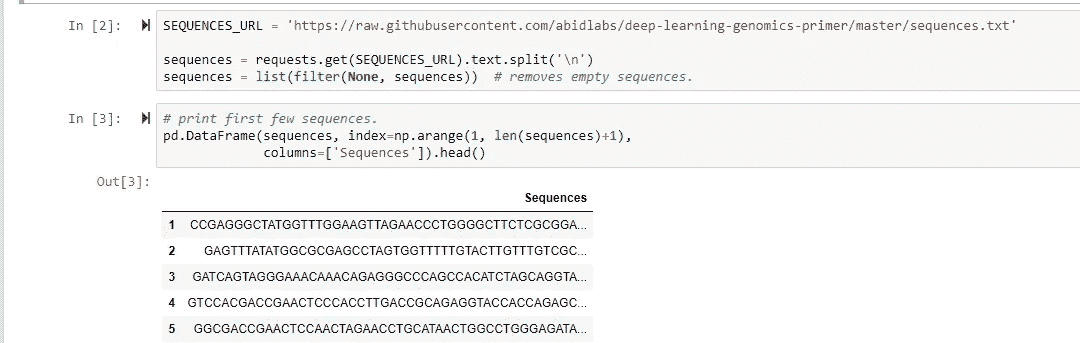 In [2]: SEQUENCES_URL = 'https://raw.githubusercontent.com/abidlabs/deep-learning-genomics-primer/master/sequences.txt'
sequences = requests.get(SEQUENCES_URL).text.split('\n')
sequences = list(filter(None, sequences))  # removes empty sequences.
In [3]: # print first few sequences.
pd.DataFrame(sequences, index=np.arange(1, len(sequences)+1),
columns=['Sequences']).head()
Out[3]:
Sequences
1 CCGAGGGCTATGGTTTGGAAGTTAGAACCCTGGGGCTTCTCGCGGA...
2 GAGTTTATATGGCGCGAGCCTAGTGGTTTTTGTACTTGTTTGTCGC...
3 GATCAGTAGGGAAACAAACAGAGGGCCCAGCCACATCTAGCAGGTA...
4 GTCCACGACCGAACTCCCACCTTGACCGCAGAGGTACCACCAGAGC...
5 GGCGACCGAACTCCAACTAGAACCTGCATAACTGGCCTGGGAGATA...